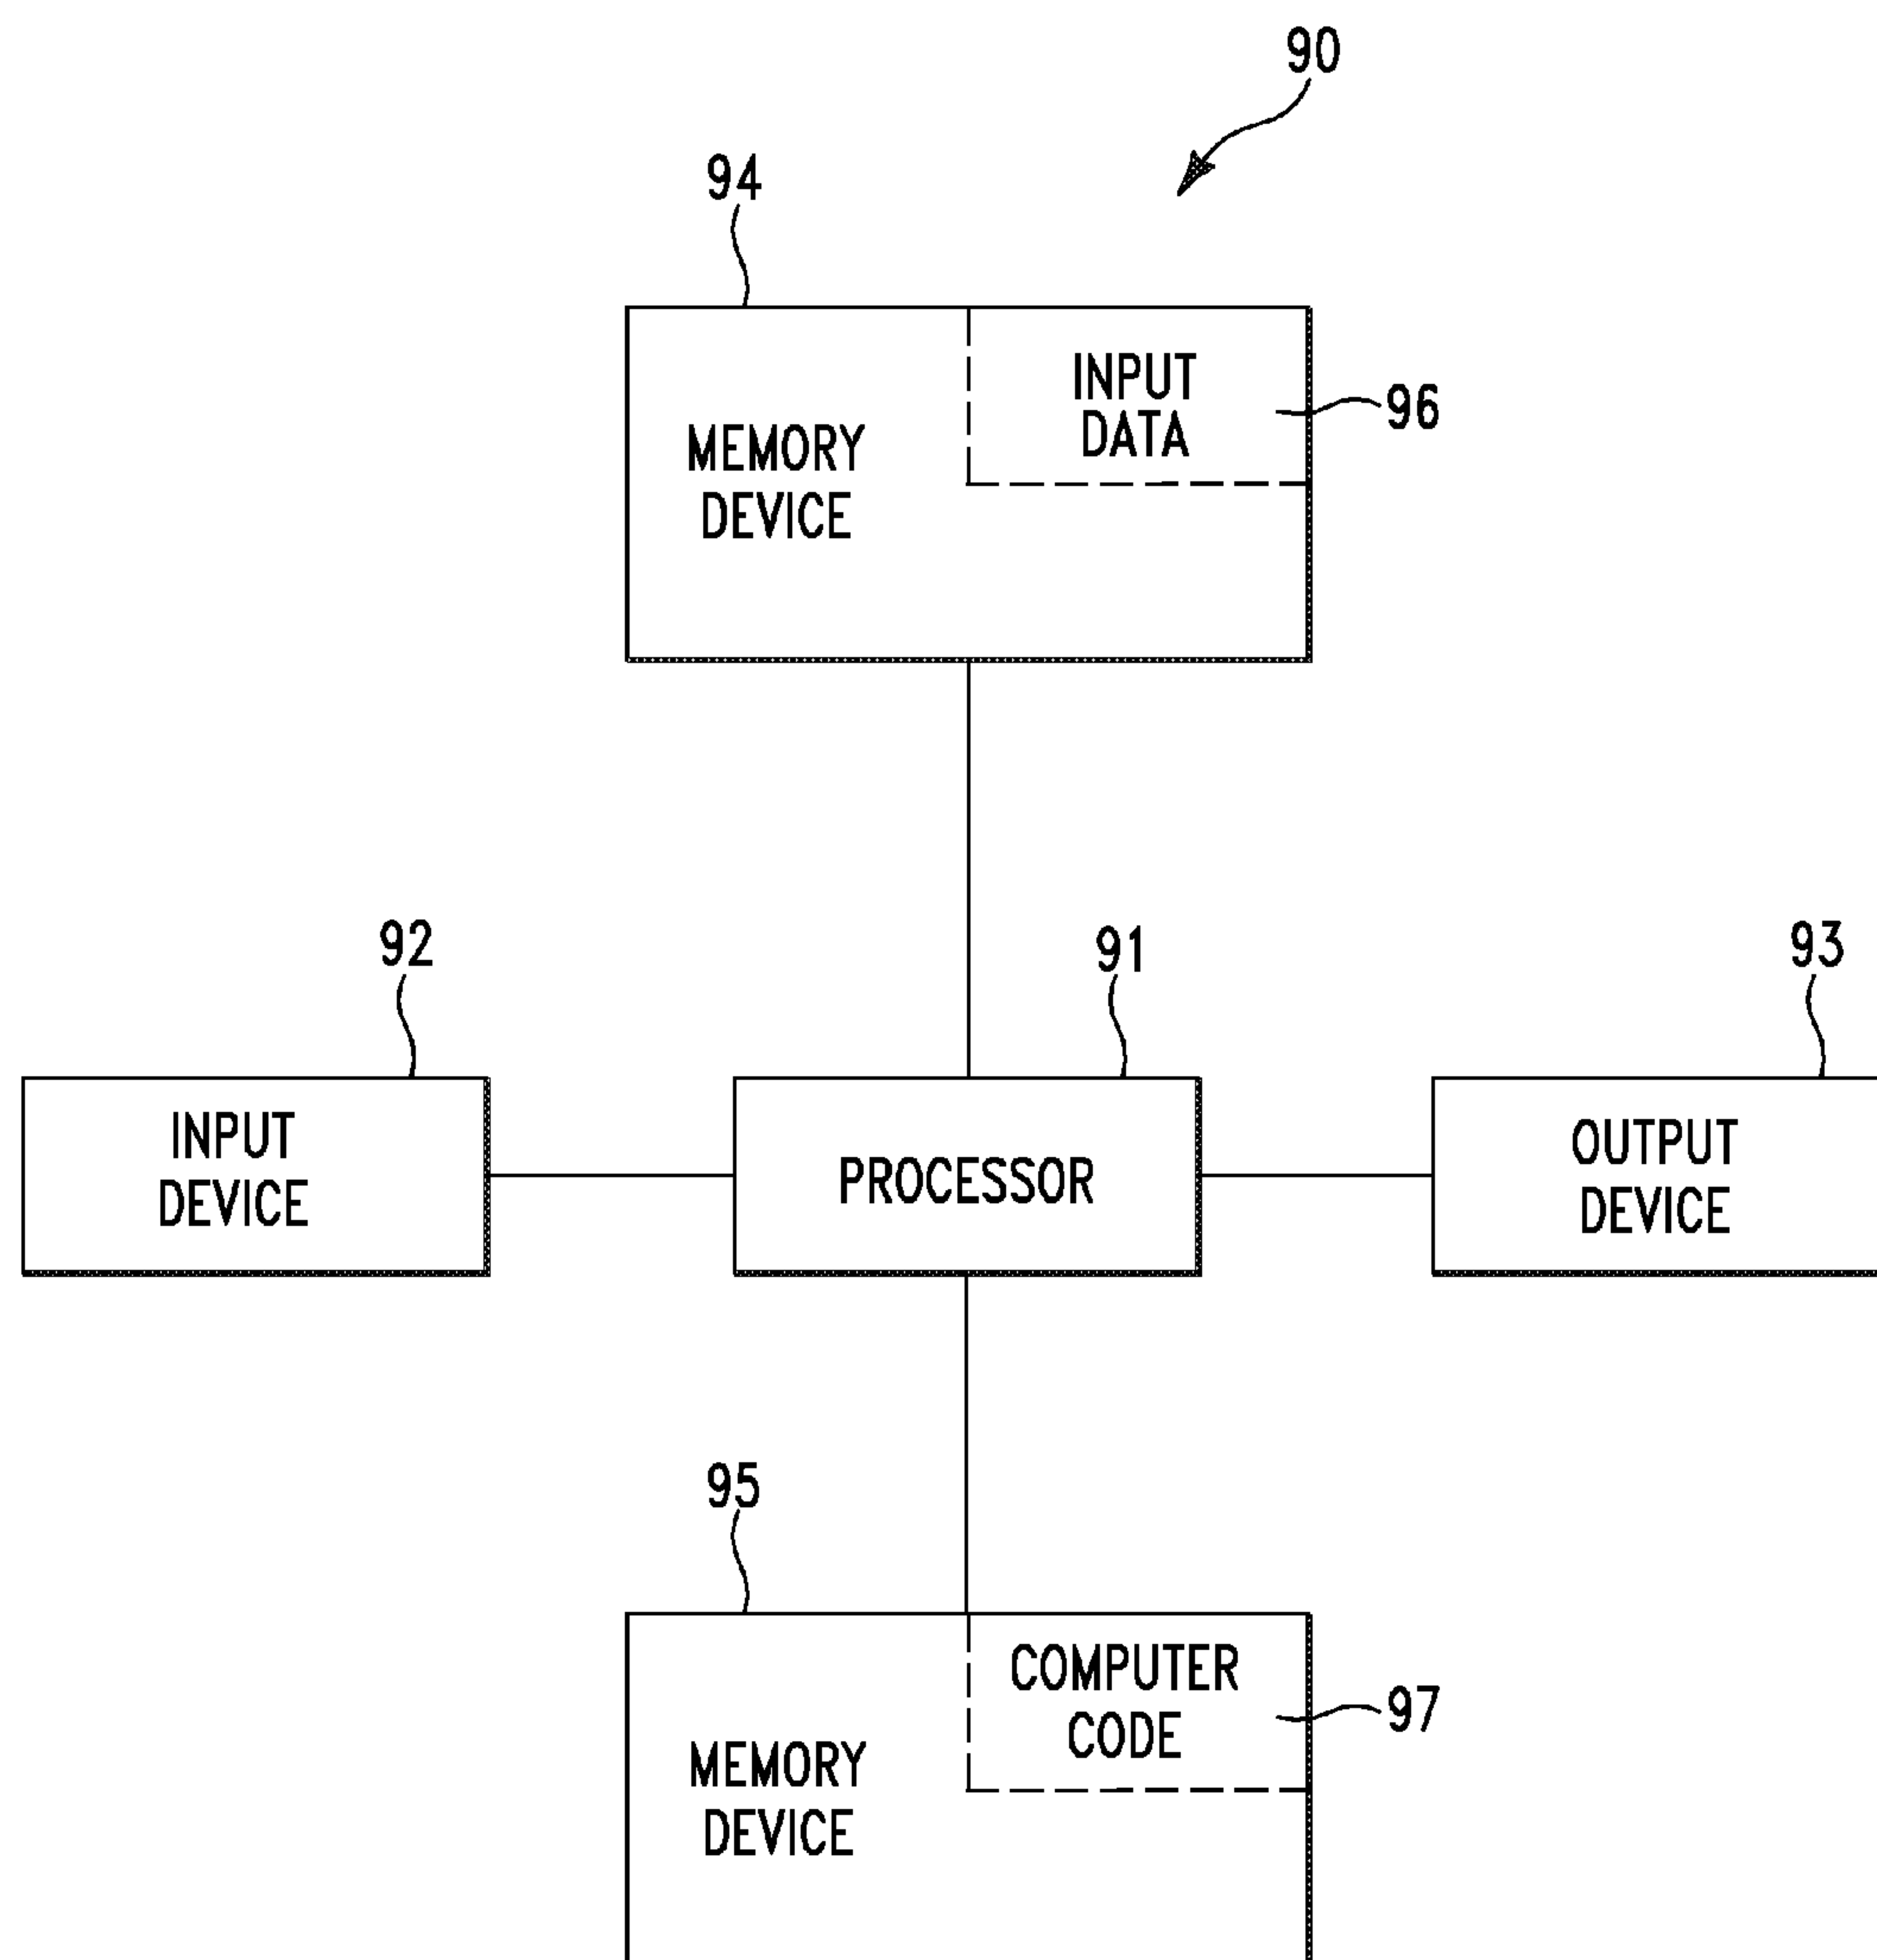 90
94
INPUT
DATA
96
MEMORY
DEVICE
92
91
93
INPUT
DEVICE
PROCESSOR
OUTPUT
DEVICE
95
COMPUTER
CODE
97
MEMORY
DEVICE